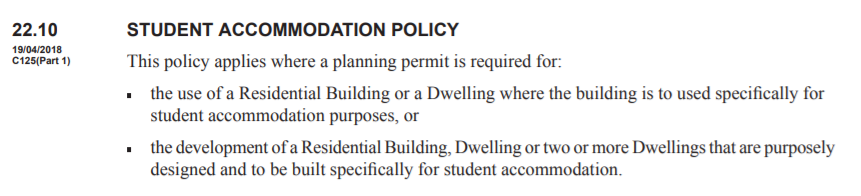 22.10 STUDENT ACCOMMODATION POLICY
19/04/2018
C125(Part 1)
This policy applies where a planning permit is required for:
▪ the use of a Residential Building or a Dwelling where the building is to used specifically for
student accommodation purposes, or
▪ the development of a Residential Building, Dwelling or two or more Dwellings that are purposely
designed and to be built specifically for student accommodation.